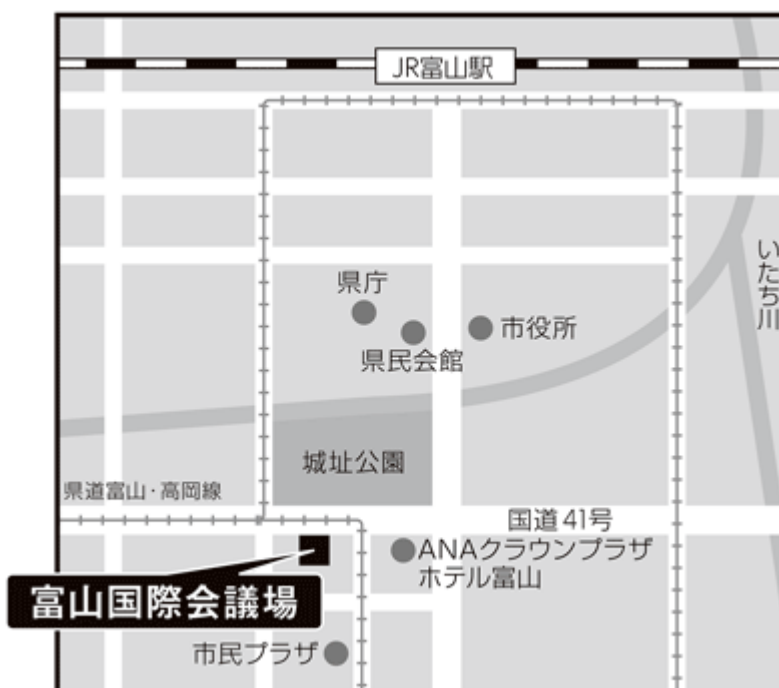 JR富山駅
いたち川
県庁
市役所
県民会館
城址公園
県道富山・高岡線
国道41号
ANAクラウンプラザ
ホテル富山
富山国際会議場
市民プラザ